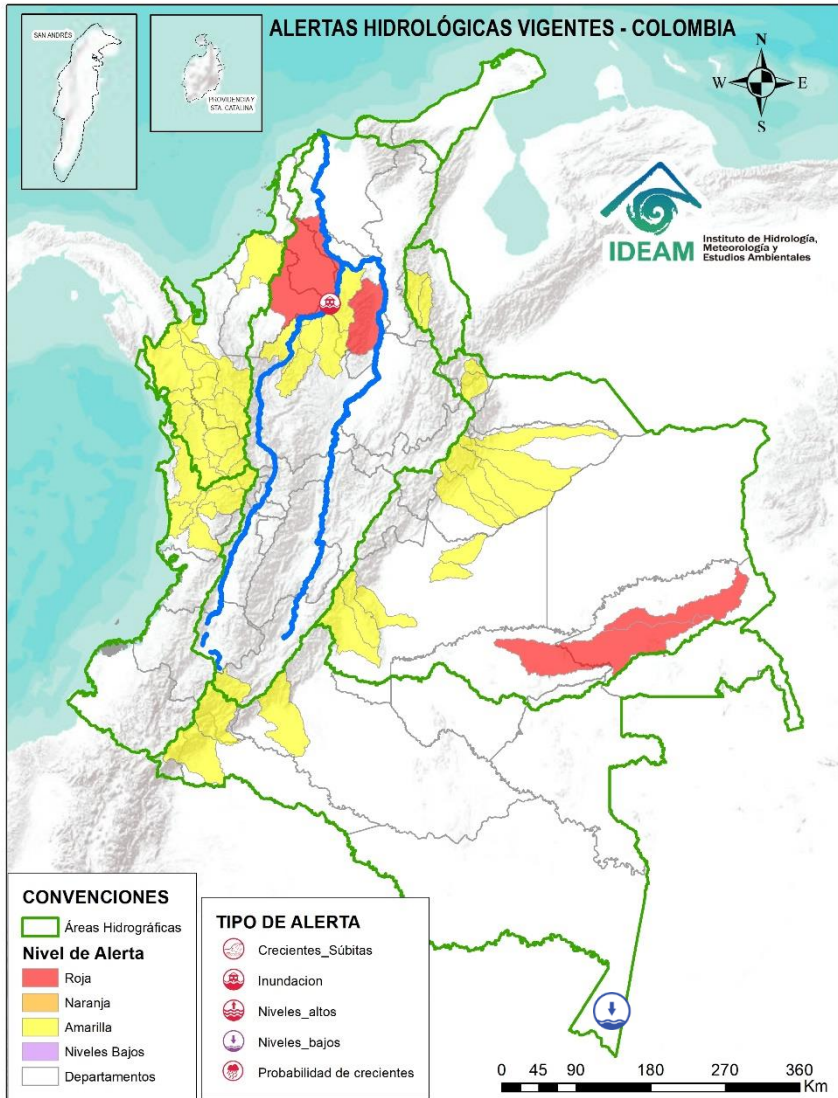 ALERTAS HIDROLÓGICAS VIGENTES - COLOMBIA
SAN ANDRÉS
PROVIDENCIA Y
STA. CATALINA
N
W
E
S
IDEAM
Instituto de Hidrología,
Meteorología y
Estudios Ambientales
CONVENCIONES
Áreas Hidrográficas
Nivel de Alerta
Roja
Naranja
Amarilla
Niveles Bajos
Departamentos
TIPO DE ALERTA
Crecientes_Súbitas
Inundacion
Niveles_altos
Niveles_bajos
Probabilidad de crecientes
0 45 90 180 270 360
Km